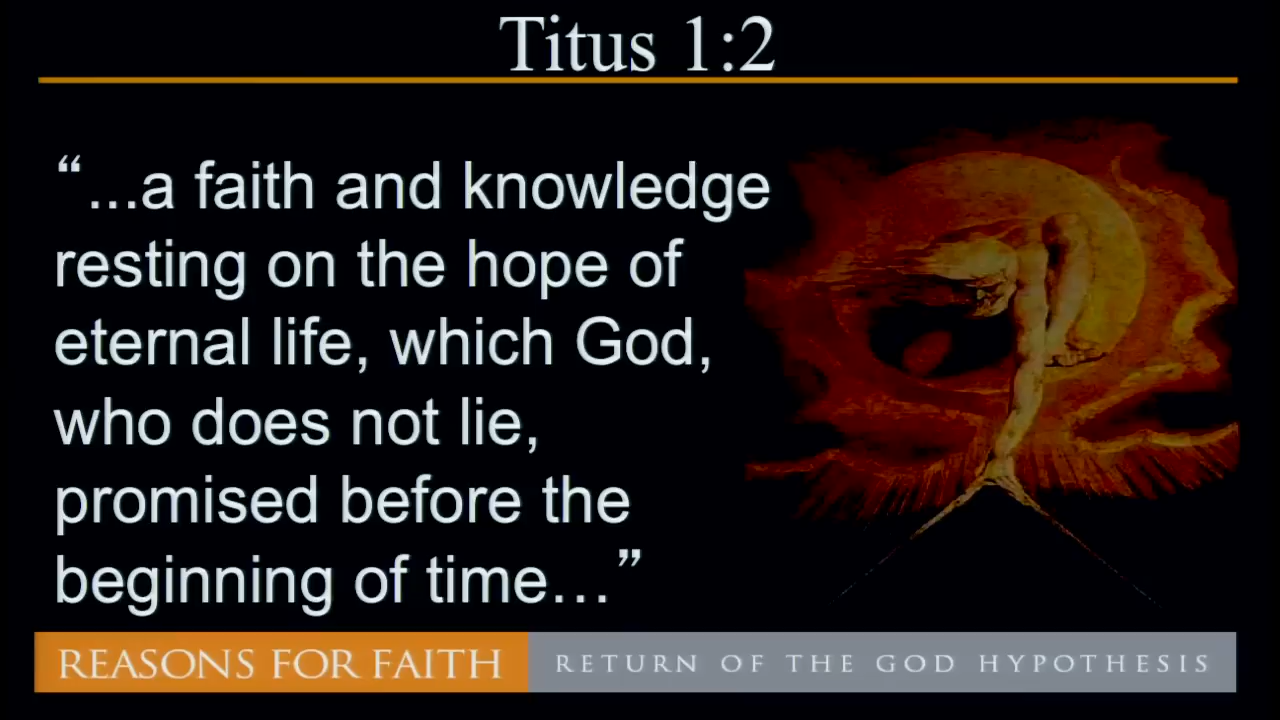 Titus 1:2
“...a faith and knowledge
resting on the hope of
eternal life, which God,
who does not lie,
promised before the
beginning of time…”
REASONS FOR FAITH
RETURN OF THE GOD HYPOTHESIS